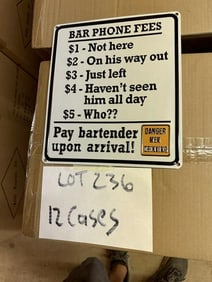 BAR PHONE FEES
$1 - Not here
$2 - On his way out
$3 - Just left
$4 - Haven't seen
him all day
$5 - Who??
Pay bartender
upon arrival!
DANGER
LOT 236
12 Cases